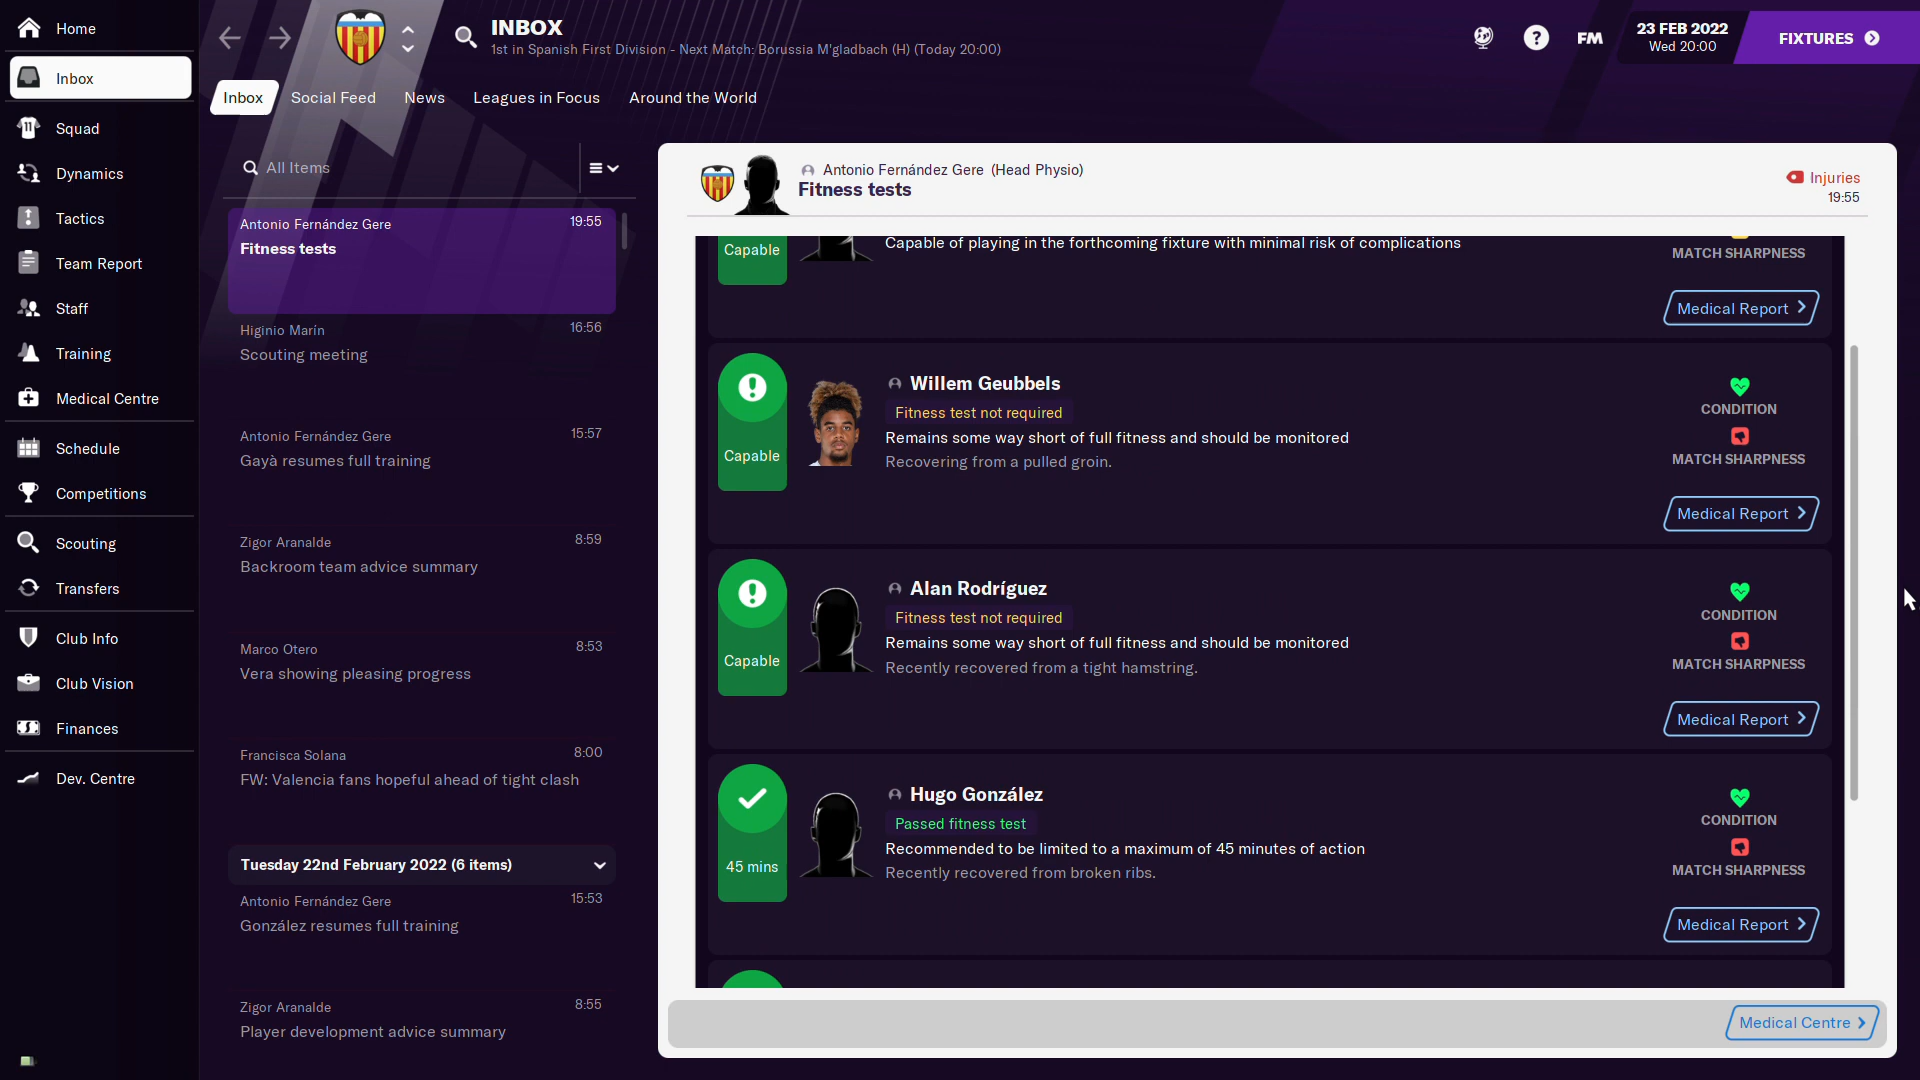 Home
Inbox
Squad
Dynamics
Tactics
Team Report
Staff
Training
Medical Centre
Schedule
Competitions
Scouting
Transfers
Club Info
Club Vision
Finances
Dev. Centre
INBOX
1st in Spanish First Division - Next Match: Borussia M'gladbach (H) (Today 20:00)
FM
23 FEB 2022
Wed 20:00
FIXTURES
Inbox Social Feed News Leagues in Focus Around the World
All Items
Antonio Fernández Gere 19:55
Fitness tests
Higinio Marín 16:56
Scouting meeting
Antonio Fernández Gere 15:57
Gayà resumes full training
Zigor Aranalde 8:59
Backroom team advice summary
Marco Otero 8:53
Vera showing pleasing progress
Francisca Solana 8:00
FW: Valencia fans hopeful ahead of tight clash
Tuesday 22nd February 2022 (6 items)
Antonio Fernández Gere 15:53
González resumes full training
Zigor Aranalde 8:55
Player development advice summary
Antonio Fernández Gere (Head Physio)
Fitness tests
Injuries
19:55
Capable
Capable of playing in the forthcoming fixture with minimal risk of complications
MATCH SHARPNESS
Medical Report
Capable
Willem Geubbels
Fitness test not required
Remains some way short of full fitness and should be monitored
Recovering from a pulled groin.
CONDITION
MATCH SHARPNESS
Medical Report
Capable
Alan Rodríguez
Fitness test not required
Remains some way short of full fitness and should be monitored
Recently recovered from a tight hamstring.
CONDITION
MATCH SHARPNESS
Medical Report
45 mins
Hugo González
Passed fitness test
Recommended to be limited to a maximum of 45 minutes of action
Recently recovered from broken ribs.
CONDITION
MATCH SHARPNESS
Medical Report
Medical Centre